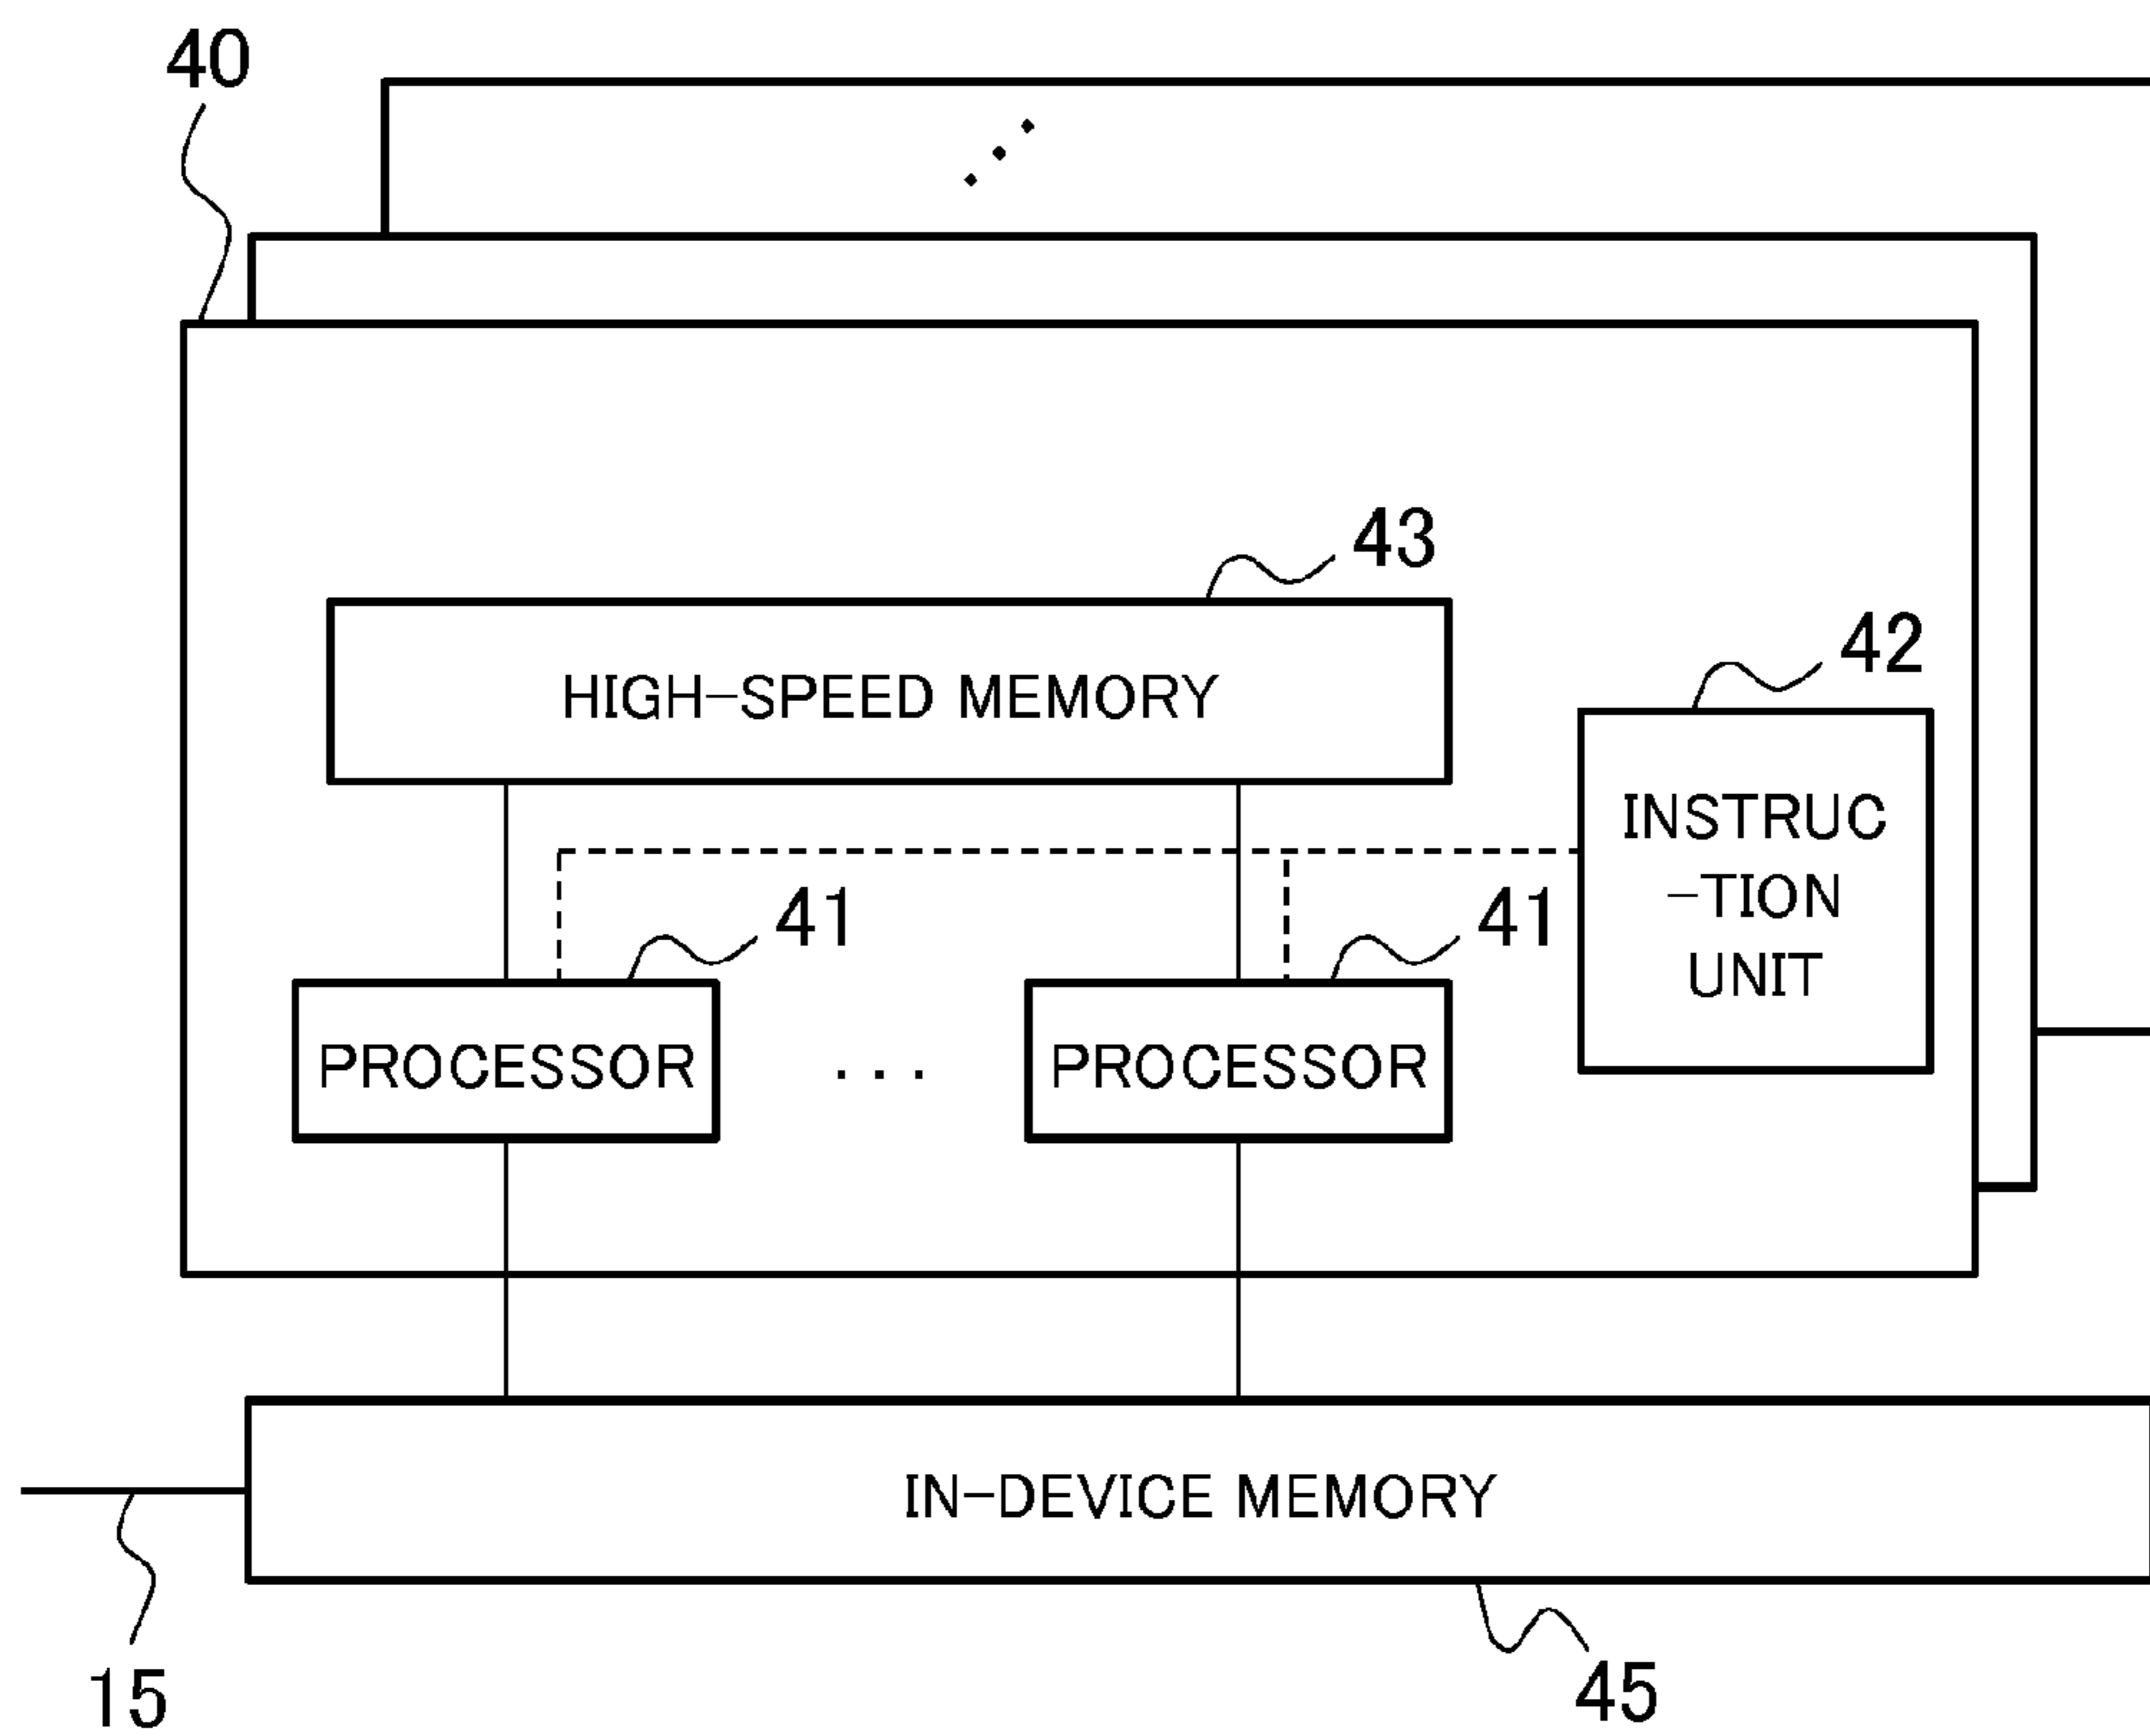 40
43
HIGH-SPEED MEMORY
42
INSTRUC
-TION
UNIT
41
41
PROCESSOR
...
PROCESSOR
IN-DEVICE MEMORY
15
45